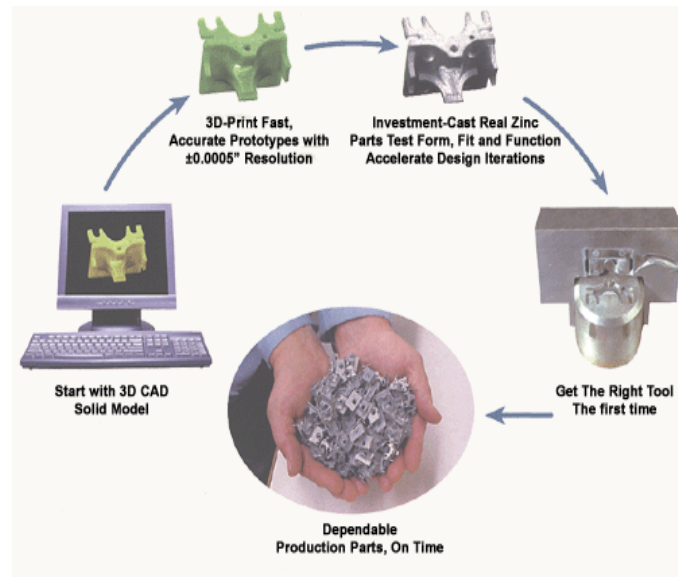 3D-Print Fast,
Accurate Prototypes with
±0.0005” Resolution
Investment-Cast Real Zinc
Parts Test Form, Fit and Function
Accelerate Design Iterations
Start with 3D CAD
Solid Model
Get The Right Tool
The first time
Dependable
Production Parts, On Time